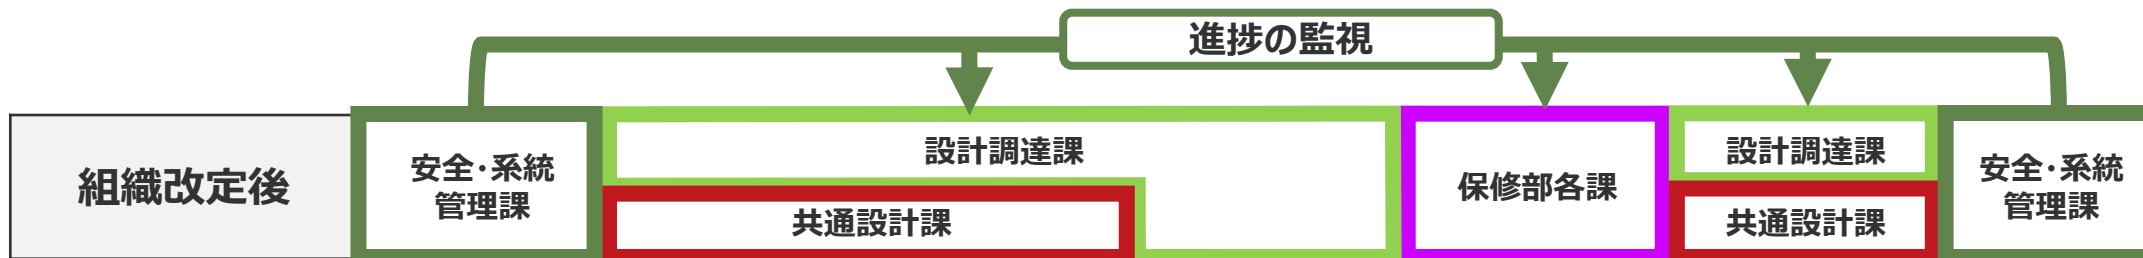 進捗の監視
組織改定後
安全・系統
管理課
設計調達課
共通設計課
保修部各課
設計調達課
共通設計課
安全・系統
管理課